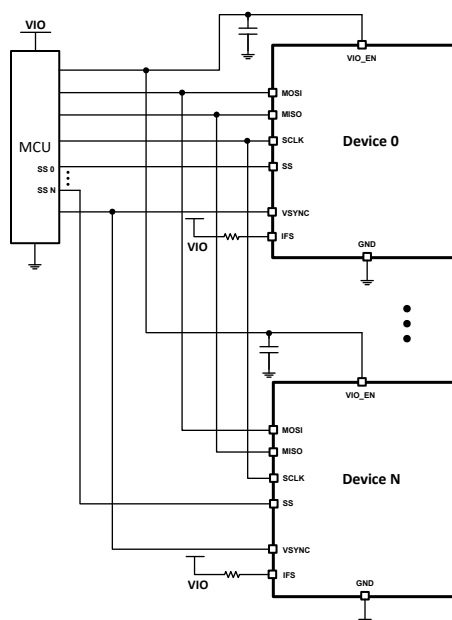 VIO
VIO_EN
MOSI
MISO
MCU
SCLK
Device 0
SS 0
SS
SS N
VSYNC
VIO
IFS
GND
VIO_EN
MOSI
MISO
SCLK
Device N
SS
VSYNC
VIO
IFS
GND